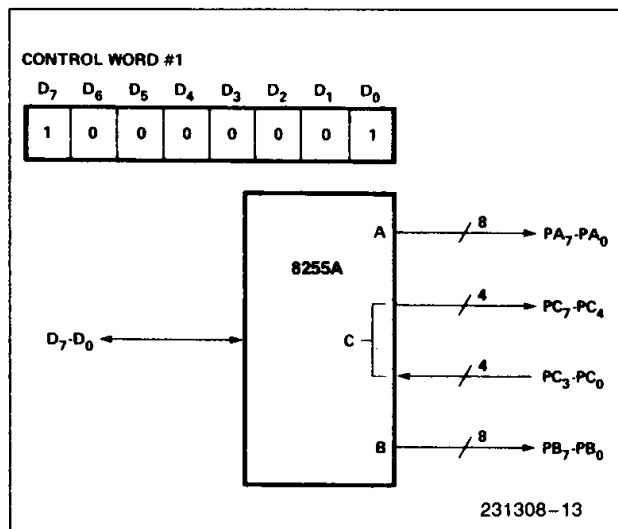 CONTROL WORD #1
D7 D6 D5 D4 D3 D2 D1 D0
1 0 0 0 0 0 0 1
A 8 PA7-PA0
8255A
4 PC7-PC4
D7-D0 C
4 PC3-PC0
B 8 PB7-PB0
231308-13